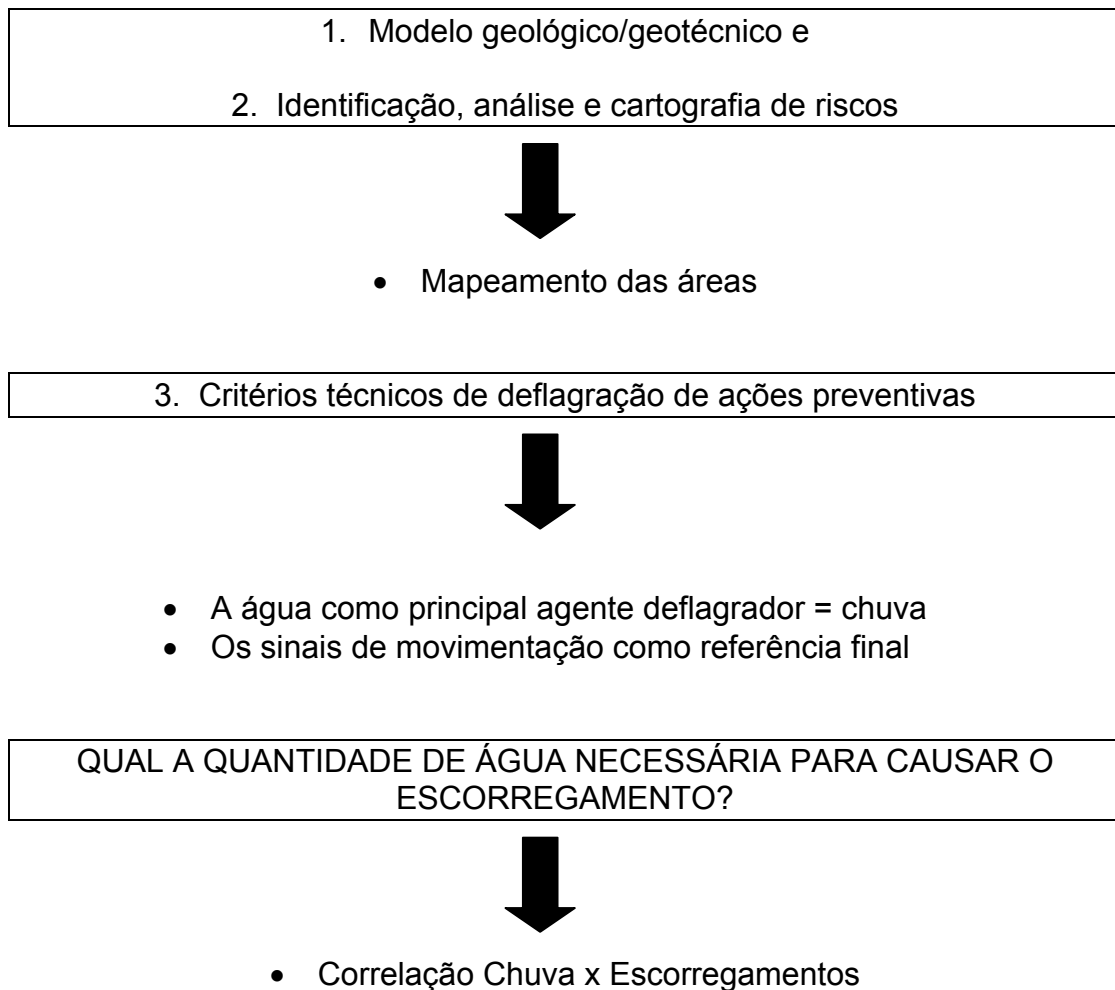 1. Modelo geológico/geotécnico e
2. Identificação, análise e cartografia de riscos
• Mapeamento das áreas
3. Critérios técnicos de deflagração de ações preventivas
• A água como principal agente deflagrador = chuva
• Os sinais de movimentação como referência final
QUAL A QUANTIDADE DE ÁGUA NECESSÁRIA PARA CAUSAR O
ESCORREGAMENTO?
• Correlação Chuva x Escorregamentos